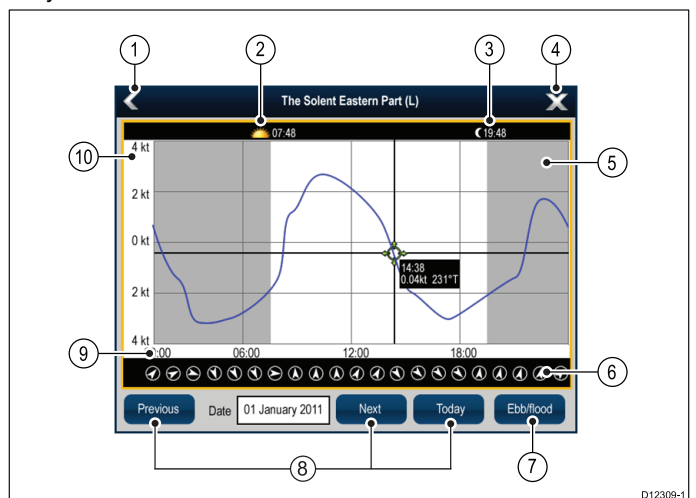 1
2
3
4
The Solent Eastern Part (L)
07:48
19:48
4 kt
10
5
2 kt
0 kt
14:38
0.04kt 231°T
2 kt
4 kt
9
:00
06:00
12:00
18:00
6
Previous
Date
01 January 2011
Next
Today
Ebb/flood
8
7
D12309-1